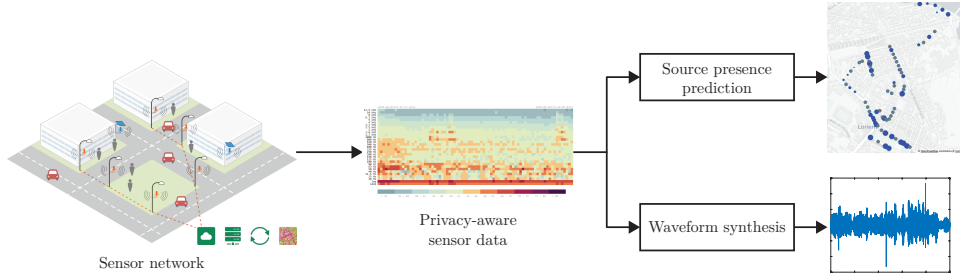 Source presence
prediction
Privacy-aware
sensor data
Waveform synthesis
Sensor network